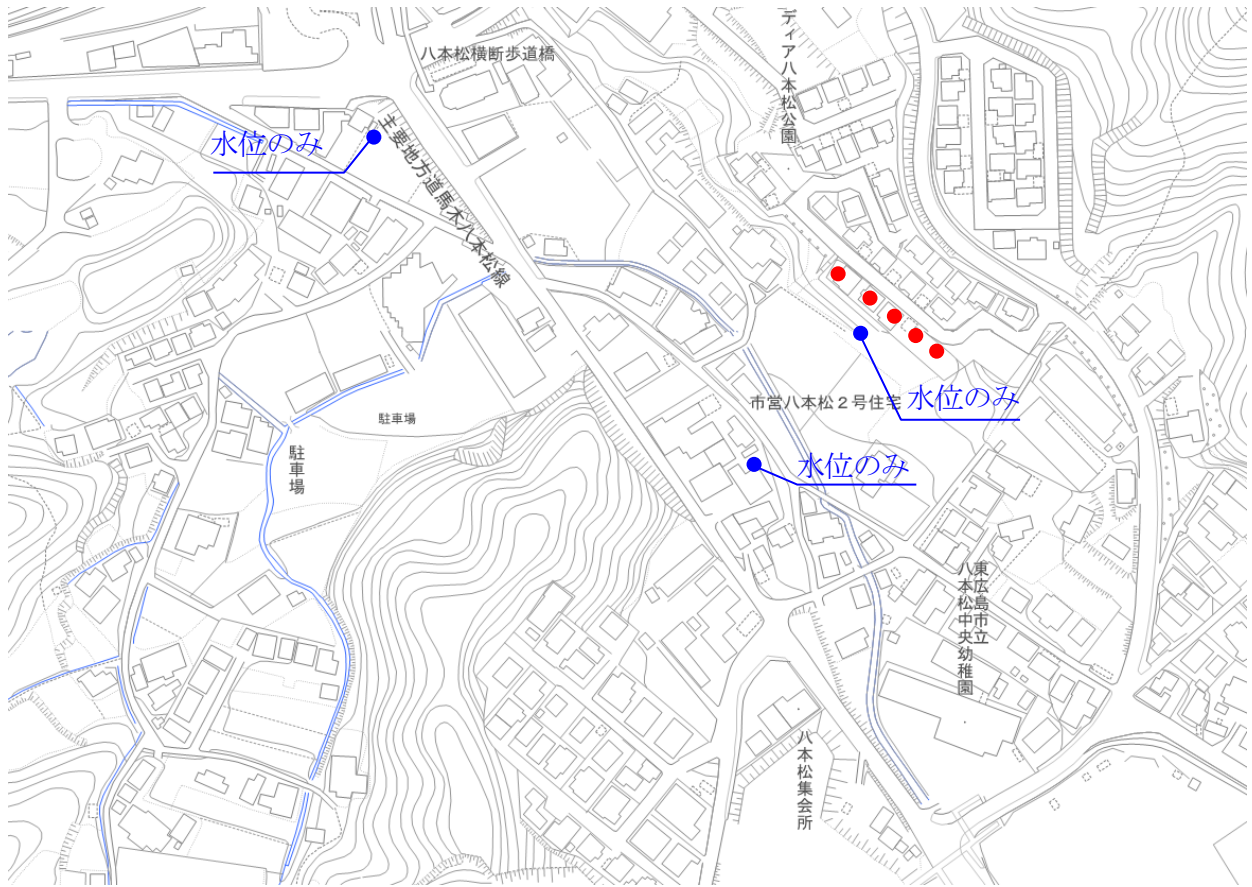 八本松横断歩道橋
ディア八本松公園
水位のみ
主要地方道馬木八本松線
水位のみ
市営八本松２号住宅
駐車場
駐車場
水位のみ
東広島市立
八本松中央幼稚園
八本松集会所